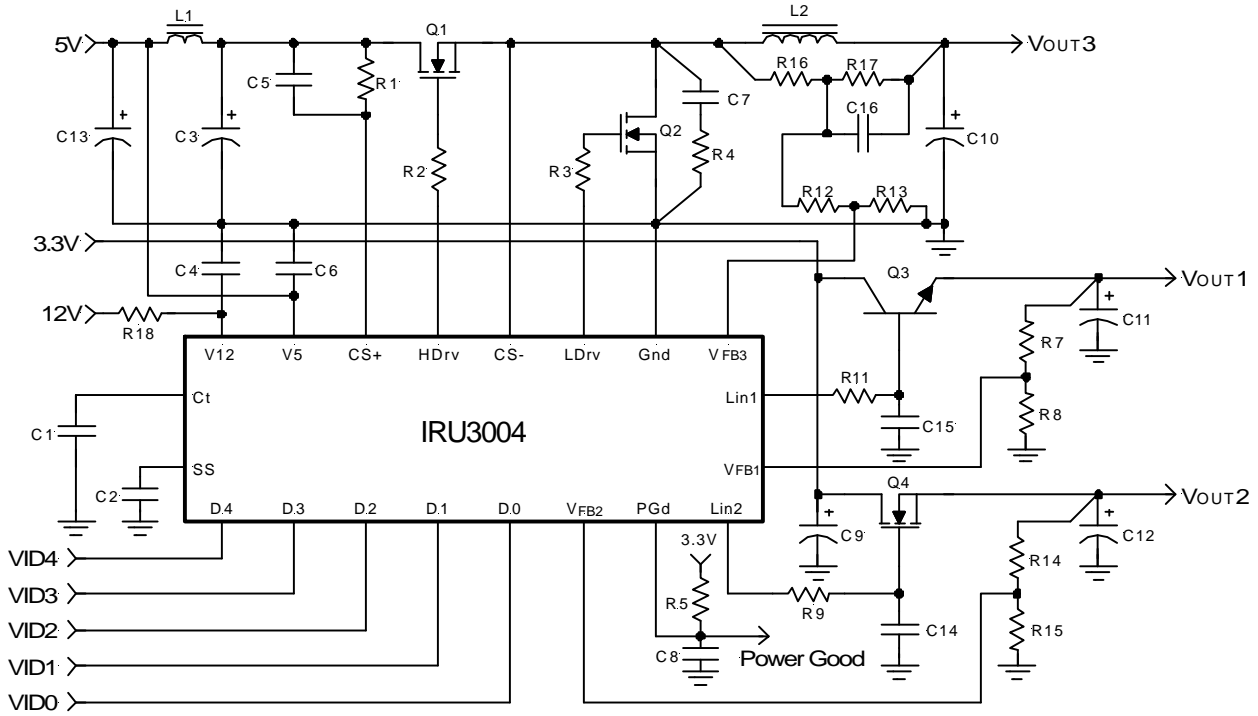 L1
L2
Q1
5V
VOUT3
R16
R17
C5
R1
C7
C16
C13
C3
Q2
C10
R2
R3
R4
R12
R13
3.3V
C4
C6
Q3
VOUT1
12V
R18
C11
R7
V12
V5
CS+
HDrv
CS-
LDrv
Gnd
VFB3
R11
Ct
Lin1
R8
C15
C1
IRU3004
SS
VFB1
Q4
C2
VOUT2
D.4
D.3
D.2
D.1
D.0
VFB2
PGd
Lin2
C9
C12
3.3V
R14
VID4
VID3
R5
R9
VID2
C14
R15
C8
Power Good
VID1
VID0